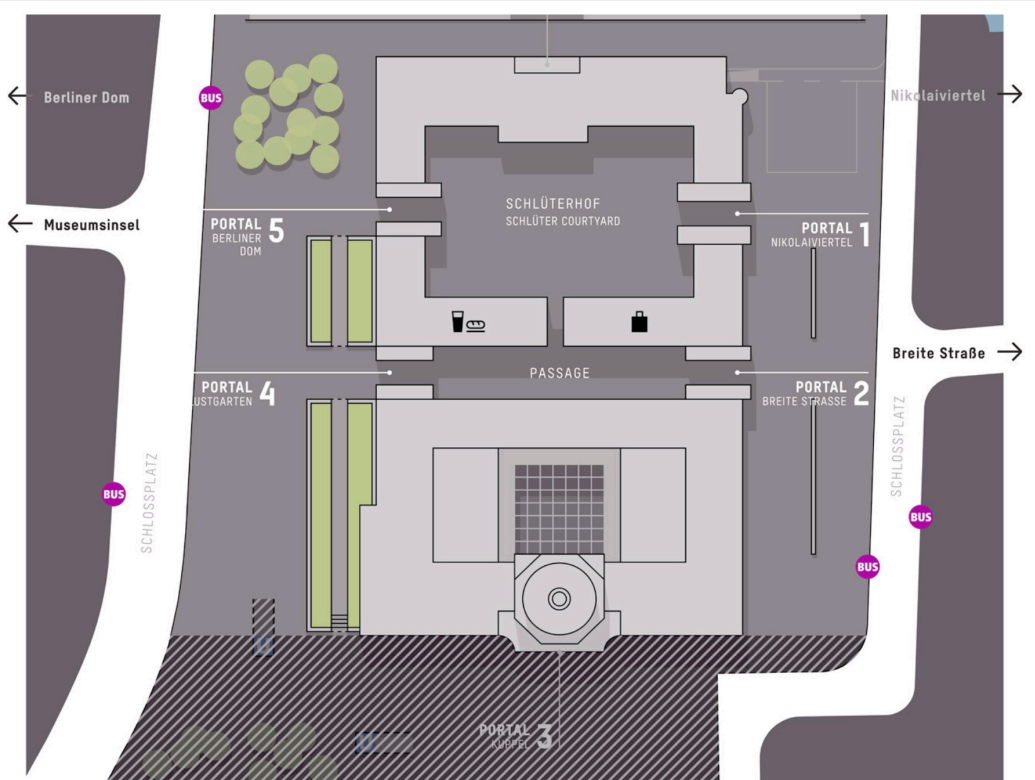 Berliner Dom
BUS
Nikolaiviertel
Museumsinsel
SCHLÜTERHOF
SCHLÜTER COURTYARD
PORTAL 5
BERLINER
DOM
PORTAL 1
NIKOLAIVIERTEL
Breite Straße
PASSAGE
PORTAL 4
USTGARTEN
PORTAL 2
BREITE STRASSE
SCHLOSSPLATZ
SCHLOSSPLATZ
BUS
BUS
BUS
PORTAL 3
KUPPEL